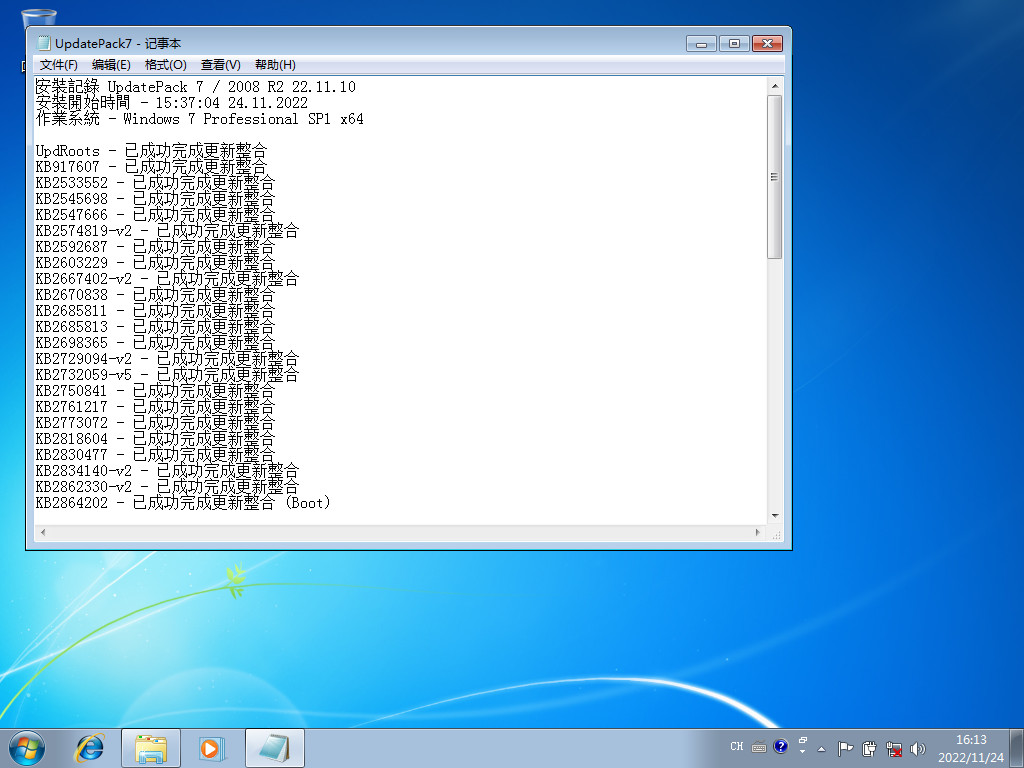 UpdatePack7 - 记事本
文件(F) 编辑(E) 格式(O) 查看(V) 帮助(H)
安裝記錄 UpdatePack 7 / 2008 R2 22.11.10
安裝開始時間 - 15:37:04 24.11.2022
作業系統 - Windows 7 Professional SP1 x64
UpdRoots - 已成功完成更新整合
KB917607 - 已成功完成更新整合
KB2533552 - 已成功完成更新整合
KB2545698 - 已成功完成更新整合
KB2547666 - 已成功完成更新整合
KB2574819-v2 - 已成功完成更新整合
KB2592687 - 已成功完成更新整合
KB2603229 - 已成功完成更新整合
KB2667402-v2 - 已成功完成更新整合
KB2670838 - 已成功完成更新整合
KB2685811 - 已成功完成更新整合
KB2685813 - 已成功完成更新整合
KB2698365 - 已成功完成更新整合
KB2729094-v2 - 已成功完成更新整合
KB2732059-v5 - 已成功完成更新整合
KB2750841 - 已成功完成更新整合
KB2761217 - 已成功完成更新整合
KB2773072 - 已成功完成更新整合
KB2818604 - 已成功完成更新整合
KB2830477 - 已成功完成更新整合
KB2834140-v2 - 已成功完成更新整合
KB2862330-v2 - 已成功完成更新整合
KB2864202 - 已成功完成更新整合 (Boot)
CH
16:13
2022/11/24